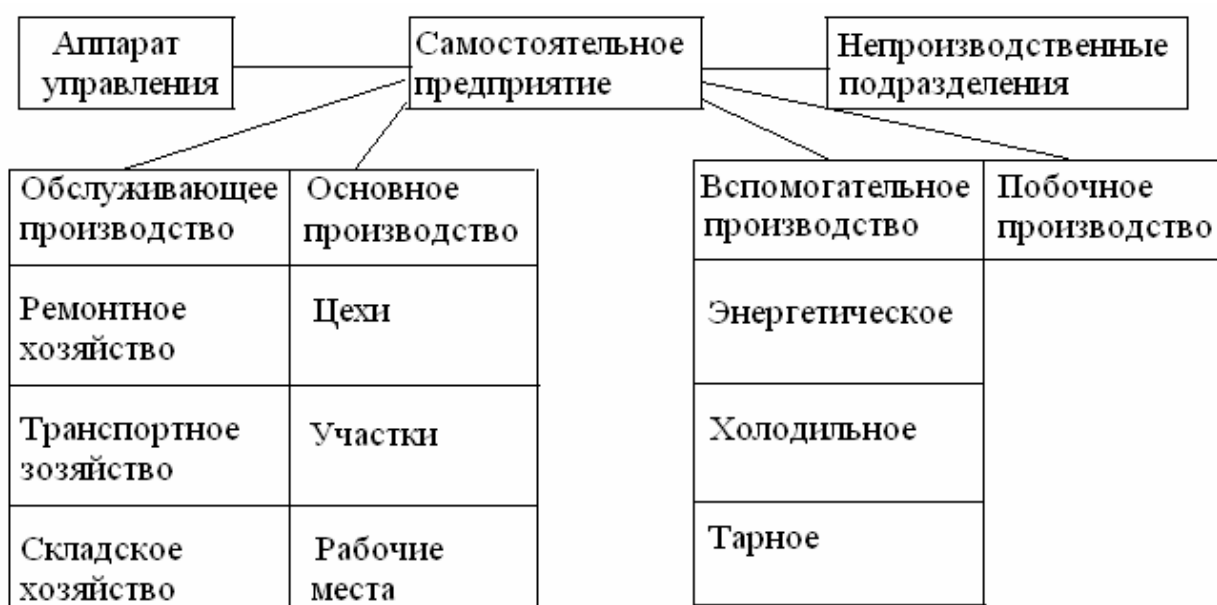 Аппарат
управления
Самостоятельное
предприятие
Непроизводственные
подразделения
Обслуживающее
производство
Основное
производство
Вспомогательное
производство
Побочное
производство
Ремонтное
хозяйство
Цехи
Энергетическое
Транспортное
зозяйство
Участки
Холодильное
Складское
хозяйство
Рабочие
места
Тарное